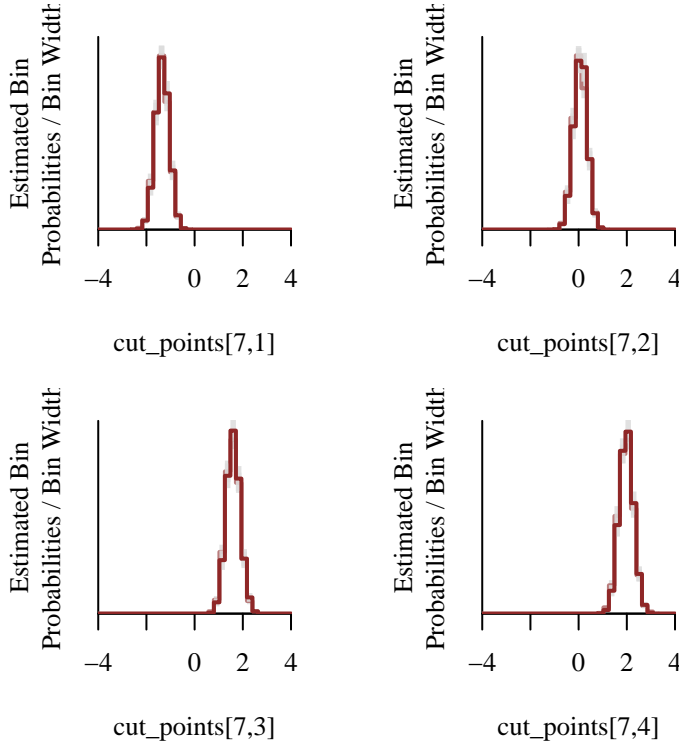 Estimated Bin
Probabilities / Bin Width
−4 0 2 4
cut_points[7,1]
Estimated Bin
Probabilities / Bin Width
−4 0 2 4
cut_points[7,2]
Estimated Bin
Probabilities / Bin Width
−4 0 2 4
cut_points[7,3]
Estimated Bin
Probabilities / Bin Width
−4 0 2 4
cut_points[7,4]